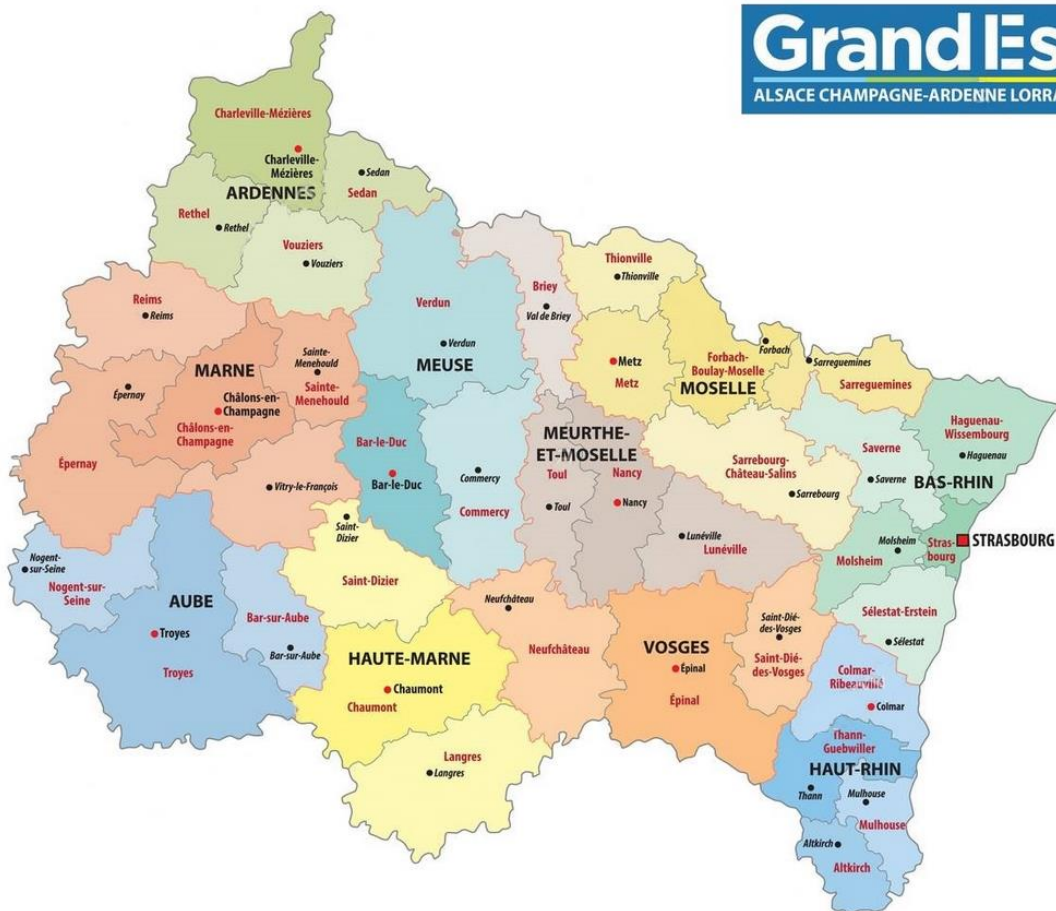 Grand Es
ALSACE CHAMPAGNE-ARDENNE LORRA
Charleville-Mézières
Charleville-
Mézières
ARDENNES
Sedan
Sedan
Rethel
Rethel
Vouziers
Vouziers
Reims
Reims
Verdun
Verdun
MEUSE
Briey
Val de Briey
Thionville
Thionville
Metz
Metz
Forbach
Forbach-
Boulay-Moselle
MOSELLE
Sarreguemines
Sarreguemines
MARNE
Sainte-
Menehould
Sainte-
Menehould
Épernay
Châlons-en-
Champagne
Châlons-en-
Champagne
Épernay
Bar-le-Duc
Bar-le-Duc
Vitry-le-François
Commercy
Commercy
MEURTHE-
ET-MOSELLE
Toul
Toul
Nancy
Nancy
Lunéville
Lunéville
Sarrebourg-
Château-Salins
Sarrebourg
Saverne
Saverne
Haguenau-
Wissembourg
Haguenau
BAS-RHIN
Molsheim
Molsheim
Stras-
bourg
STRASBOURG
Sélestat-Erstein
Sélestat
Nogent-
sur-Seine
Nogent-sur-
Seine
AUBE
Troyes
Troyes
Bar-sur-Aube
Bar-sur-Aube
Saint-
Dizier
Saint-Dizier
HAUTE-MARNE
Chaumont
Chaumont
Langres
Langres
Neufchâteau
Neufchâteau
VOSGES
Épinal
Épinal
Saint-Dié-
des-Vosges
Saint-Dié-
des-Vosges
Colmar-
Ribeauvillé
Colmar
Thann-
Guebwiller
HAUT-RHIN
Thann
Mulhouse
Mulhouse
Altkirch
Altkirch